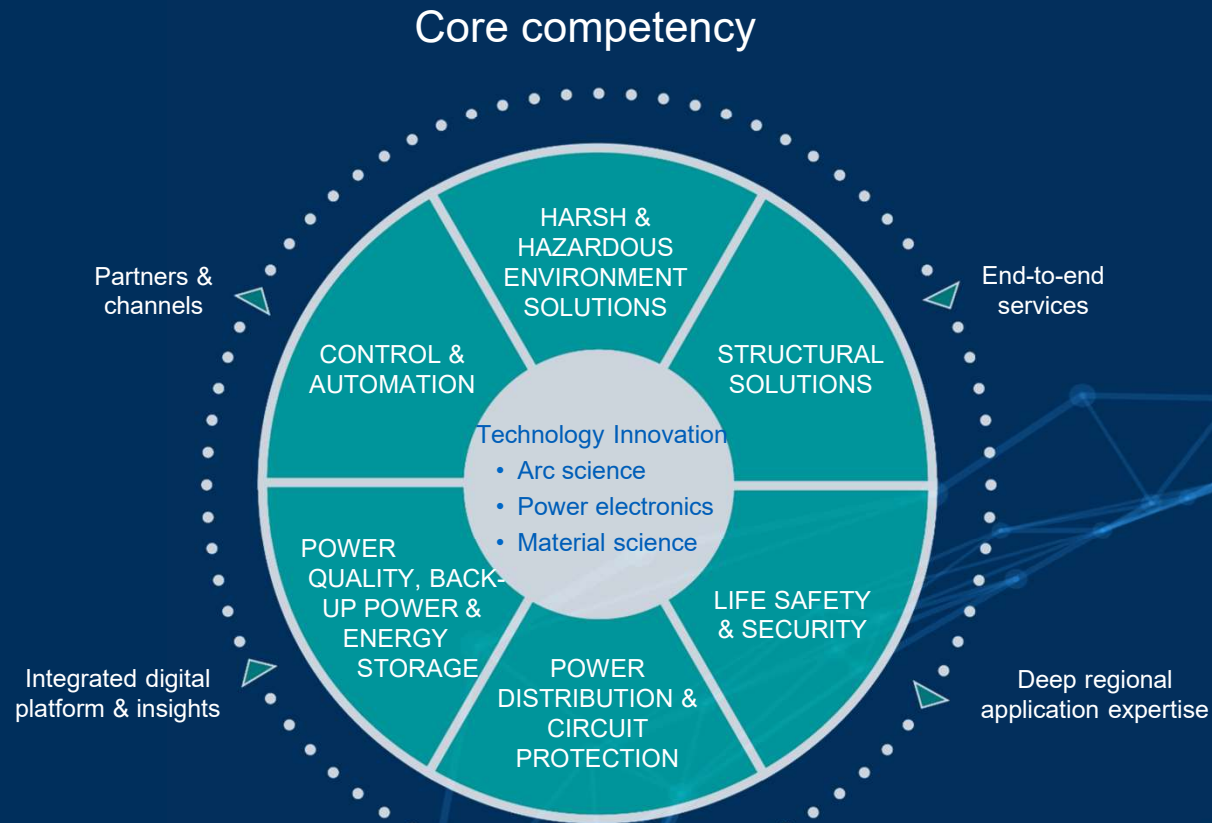 Core competency
HARSH &
HAZARDOUS
ENVIRONMENT
SOLUTIONS
Partners &
channels
End-to-end
services
CONTROL &
AUTOMATION
STRUCTURAL
SOLUTIONS
Technology Innovation
• Arc science
• Power electronics
• Material science
POWER
QUALITY, BACK-
UP POWER &
ENERGY
STORAGE
LIFE SAFETY
& SECURITY
POWER
DISTRIBUTION &
CIRCUIT
PROTECTION
Integrated digital
platform & insights
Deep regional
application expertise